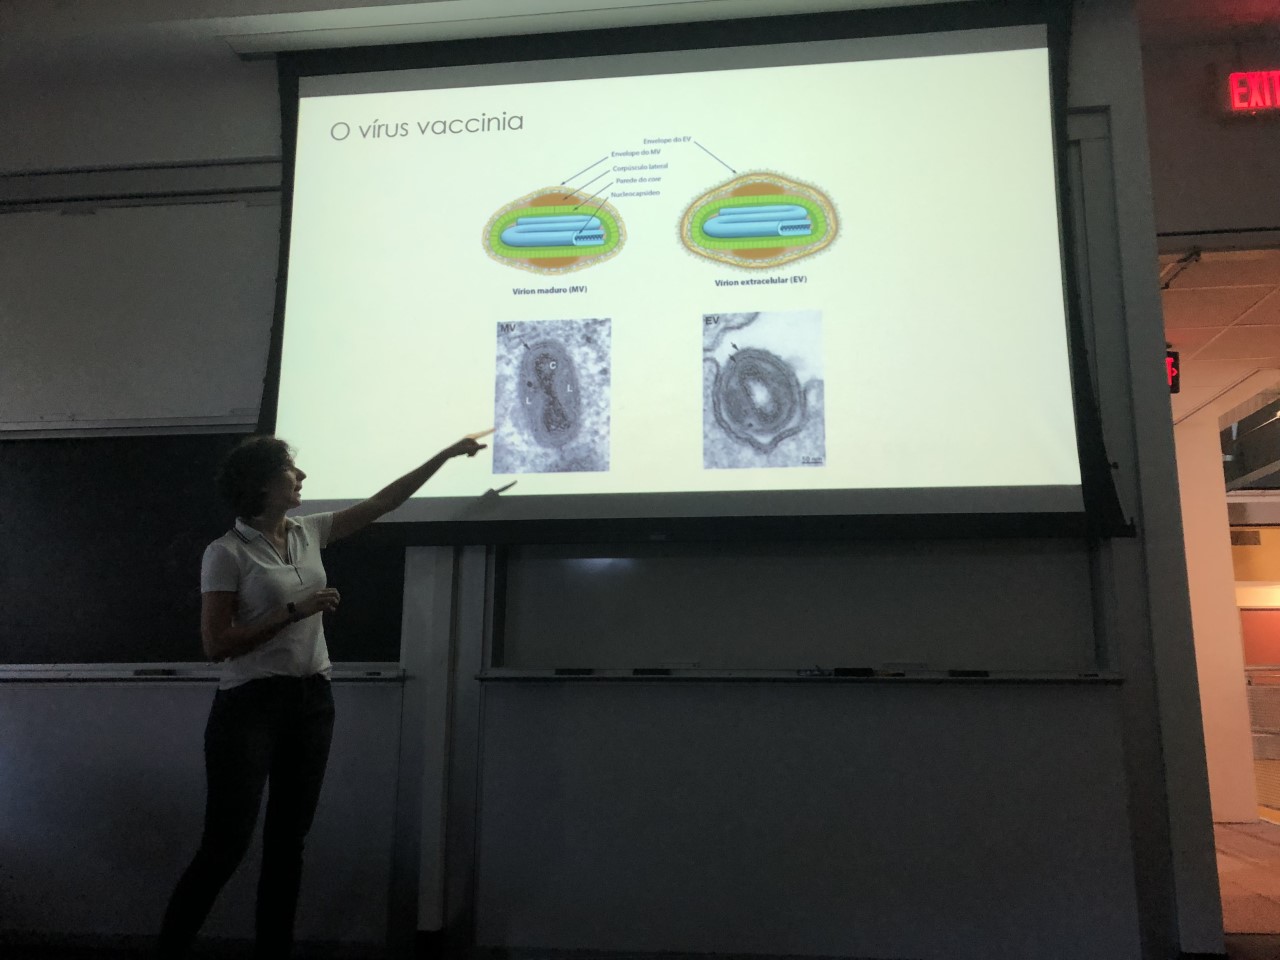 O vírus vaccinia
Envelope do EV
Envelope do MV
Corpúsculo lateral
Parede do core
Nucleocapsídeo
Vírion maduro (MV)
Vírion extracelular (EV)
MV
C
L
L
EV
EXIT